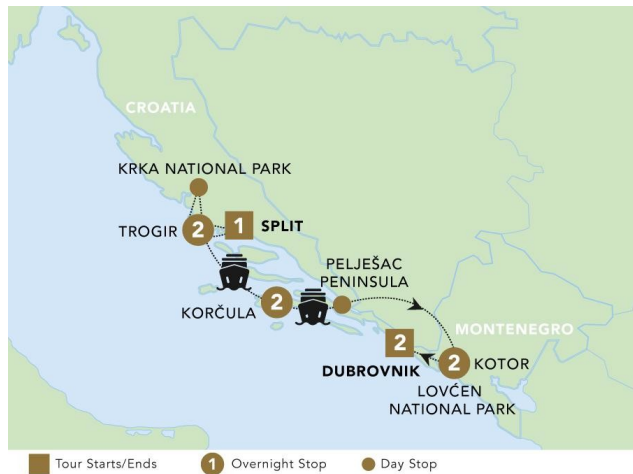 CROATIA
KRKA NATIONAL PARK
TROGIR
2
1
SPLIT
PELJEŠAC
PENINSULA
KORČULA
2
MONTENEGRO
2
DUBROVNIK
2
KOTOR
LOVĆEN
NATIONAL PARK
Tour Starts/Ends
1
Overnight Stop
Day Stop